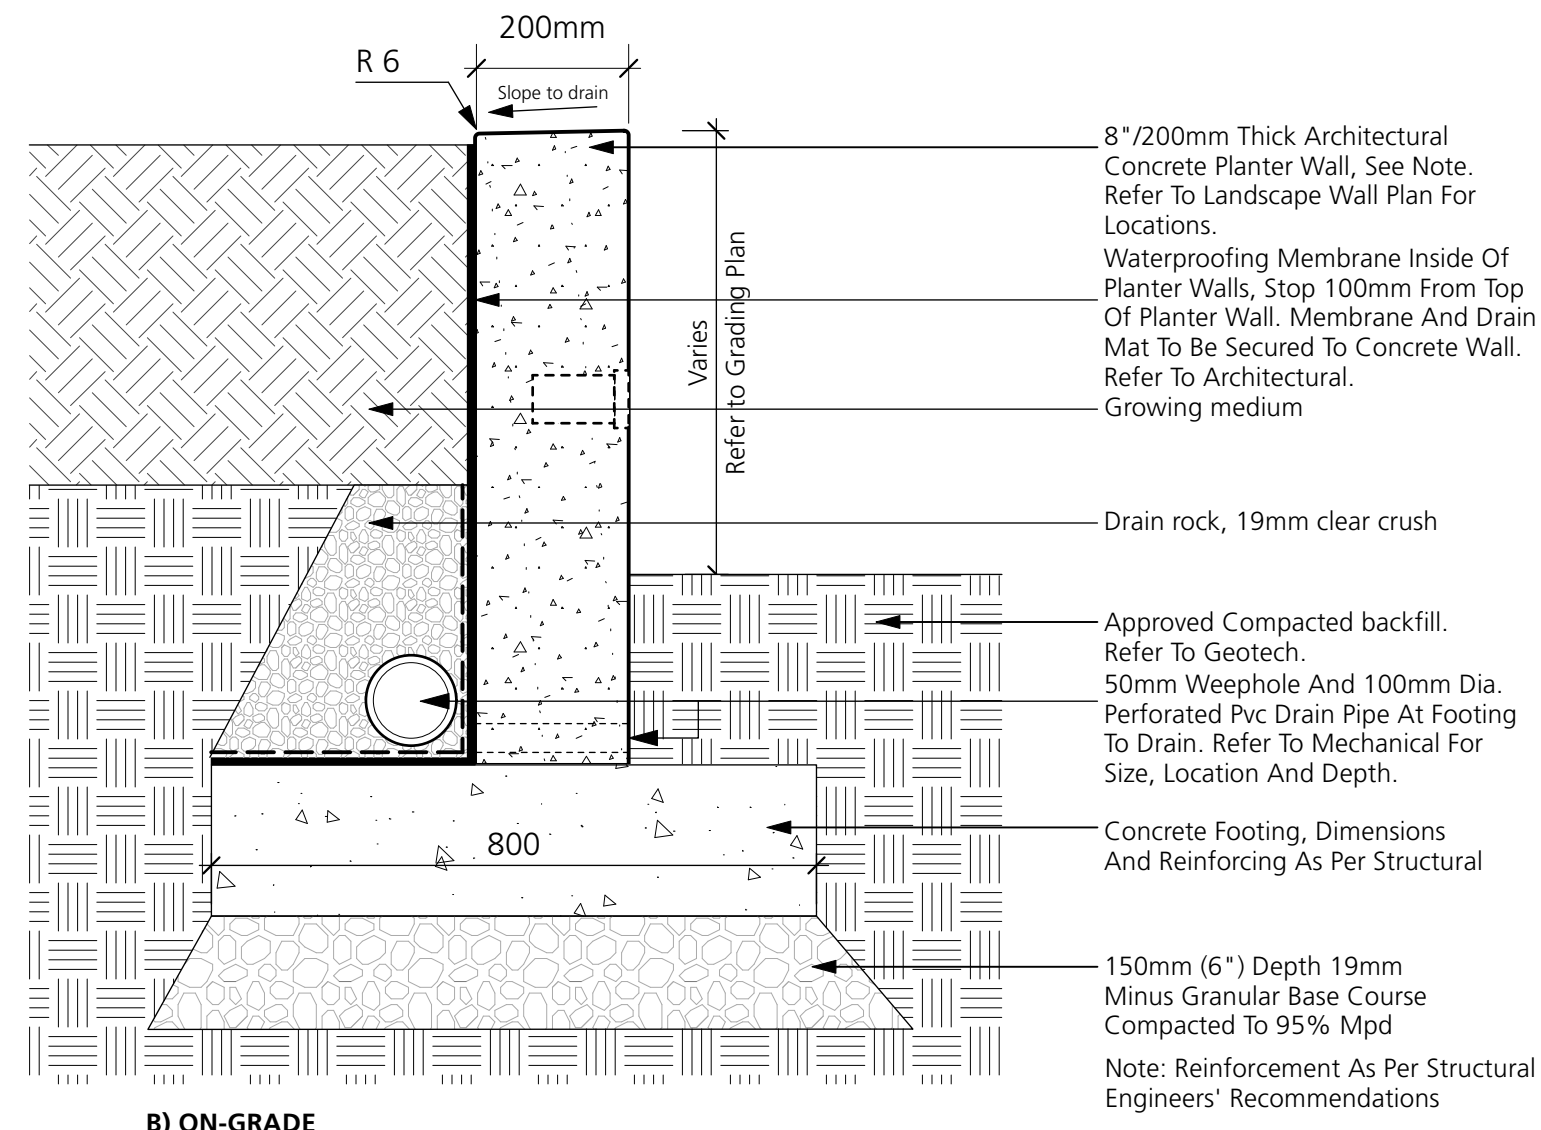 200mm
R 6
Slope to drain
8"/200mm Thick Architectural
Concrete Planter Wall, See Note.
Refer To Landscape Wall Plan For
Locations.
Waterproofing Membrane Inside Of
Planter Walls, Stop 100mm From Top
Of Planter Wall. Membrane And Drain
Mat To Be Secured To Concrete Wall.
Refer To Architectural.
Varies
Refer to Grading Plan
Growing medium
Drain rock, 19mm clear crush
Approved Compacted backfill.
Refer To Geotech.
50mm Weephole And 100mm Dia.
Perforated Pvc Drain Pipe At Footing
To Drain. Refer To Mechanical For
Size, Location And Depth.
800
Concrete Footing, Dimensions
And Reinforcing As Per Structural
150mm (6") Depth 19mm
Minus Granular Base Course
Compacted To 95% Mpd
Note: Reinforcement As Per Structural
Engineers' Recommendations
B) ON-GRADE